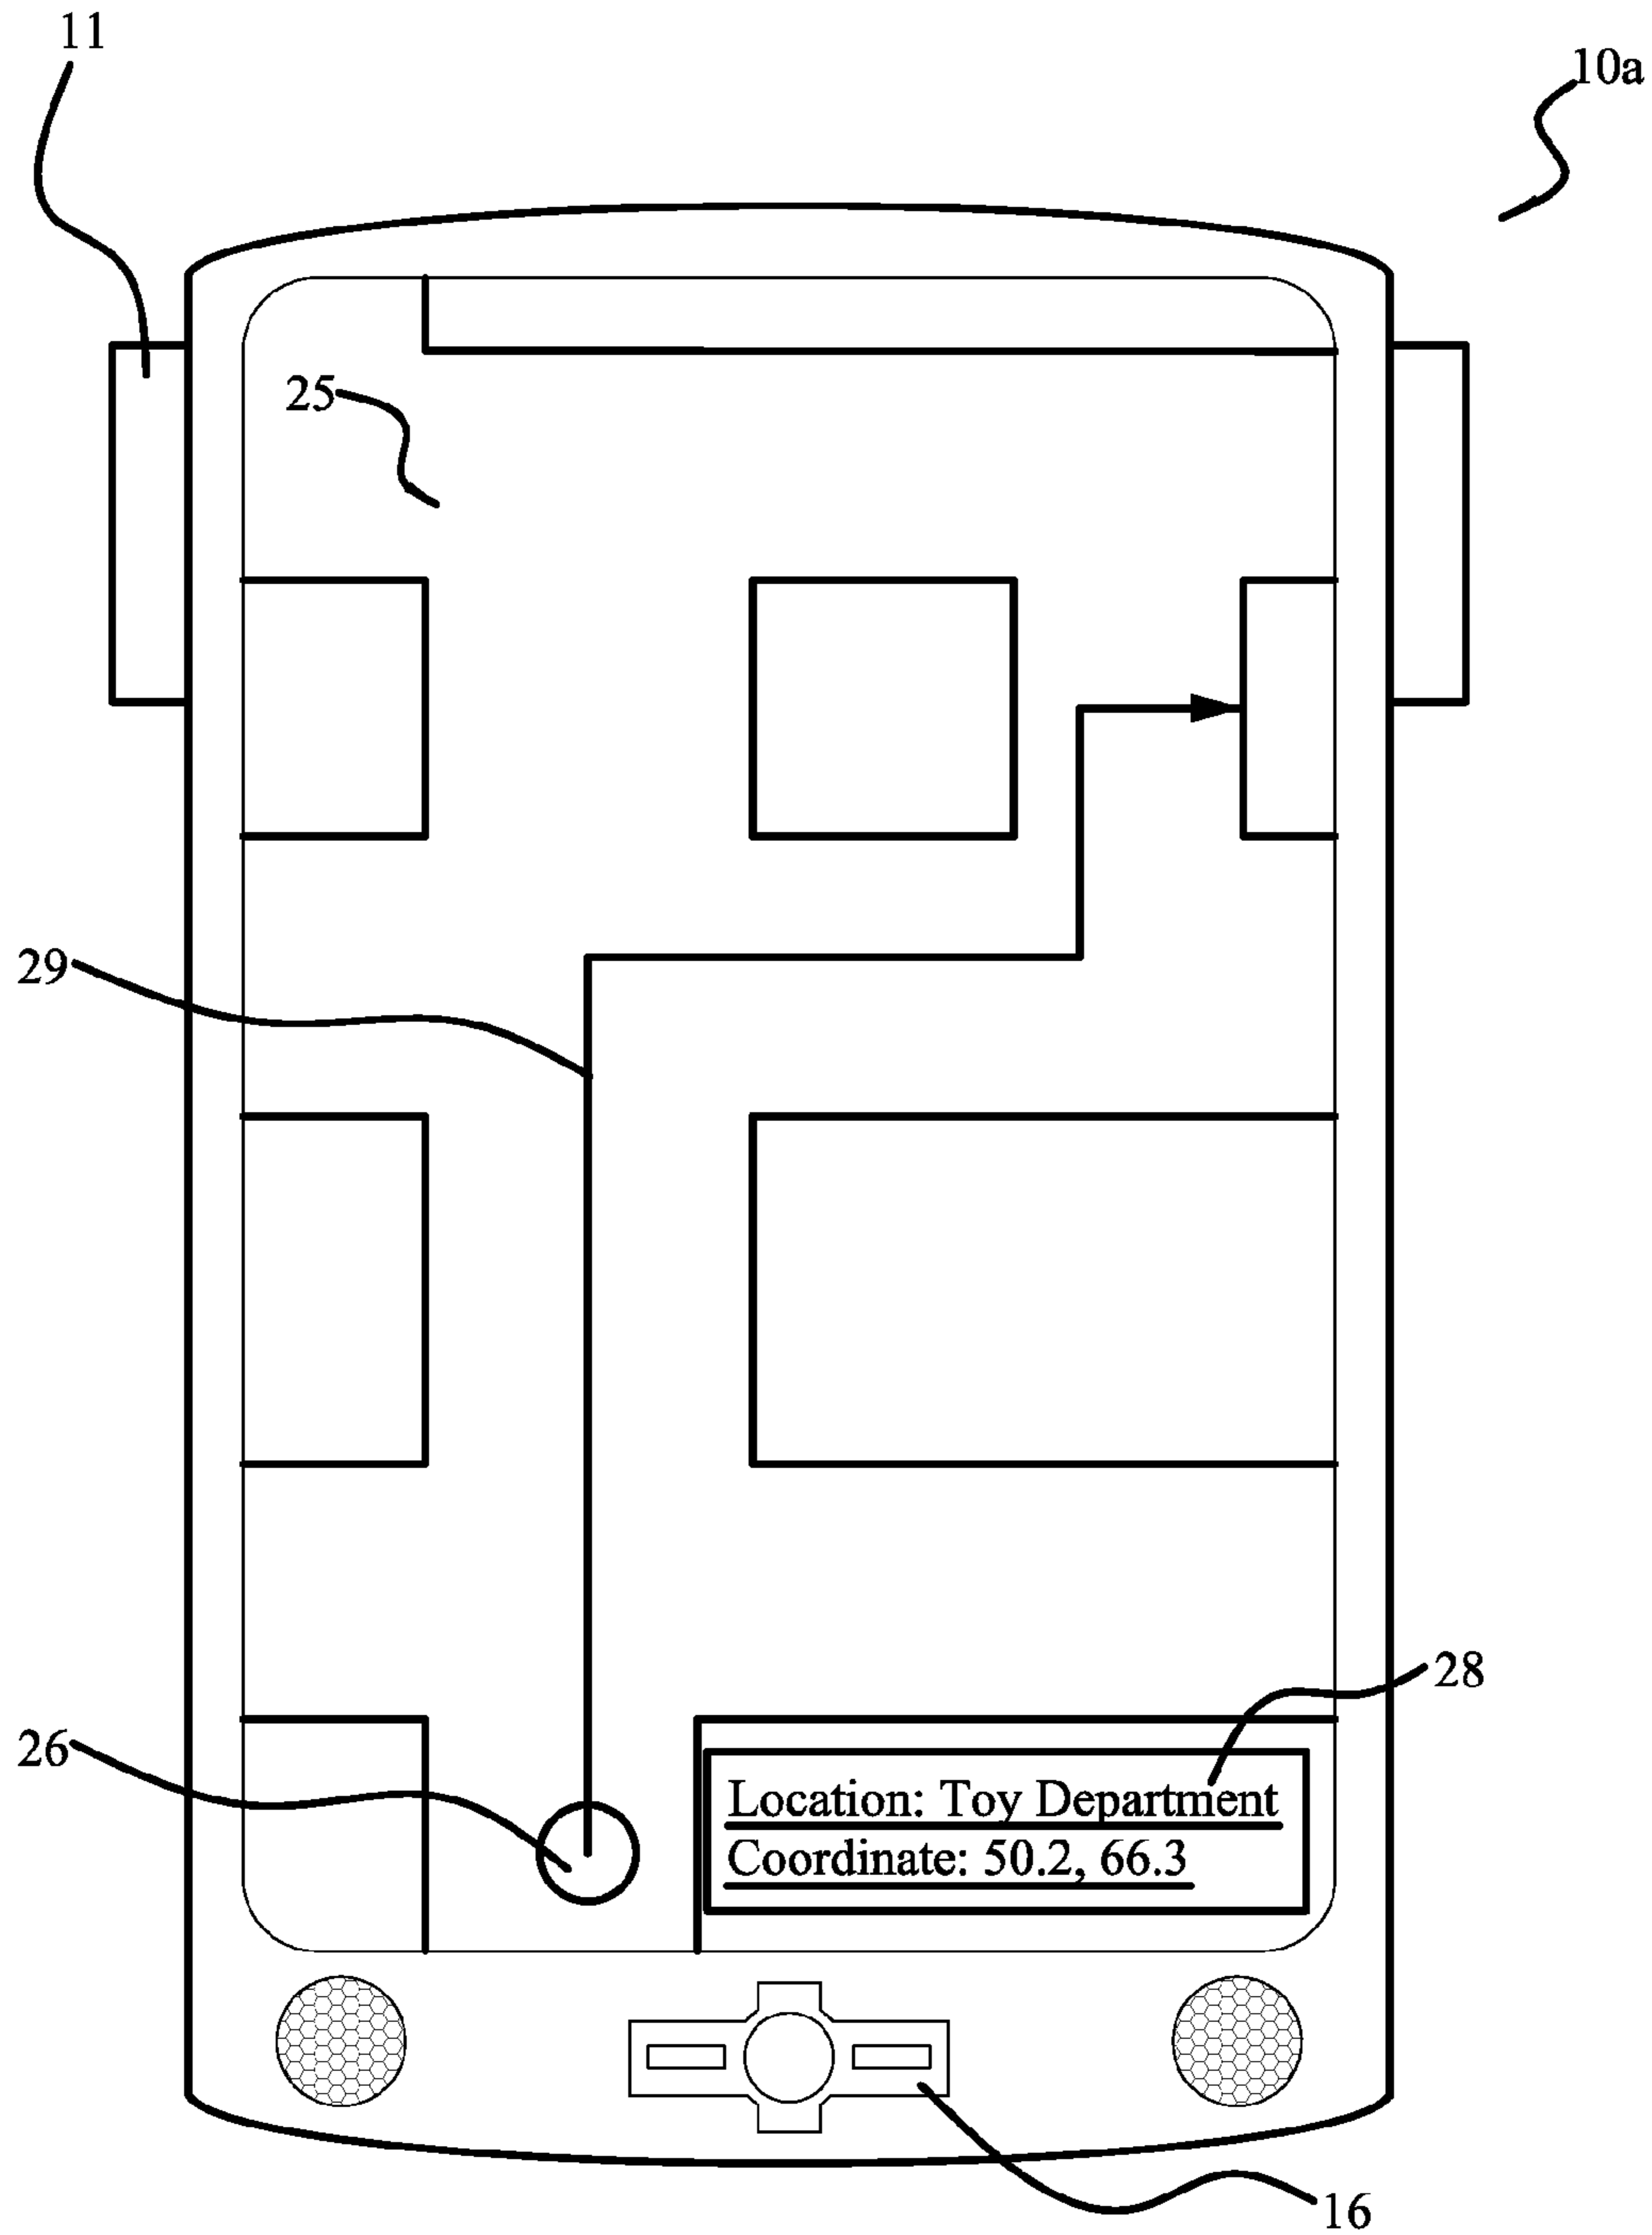 11
10a
25
29
28
26
Location: Toy Department
Coordinate: 50.2, 66.3
16